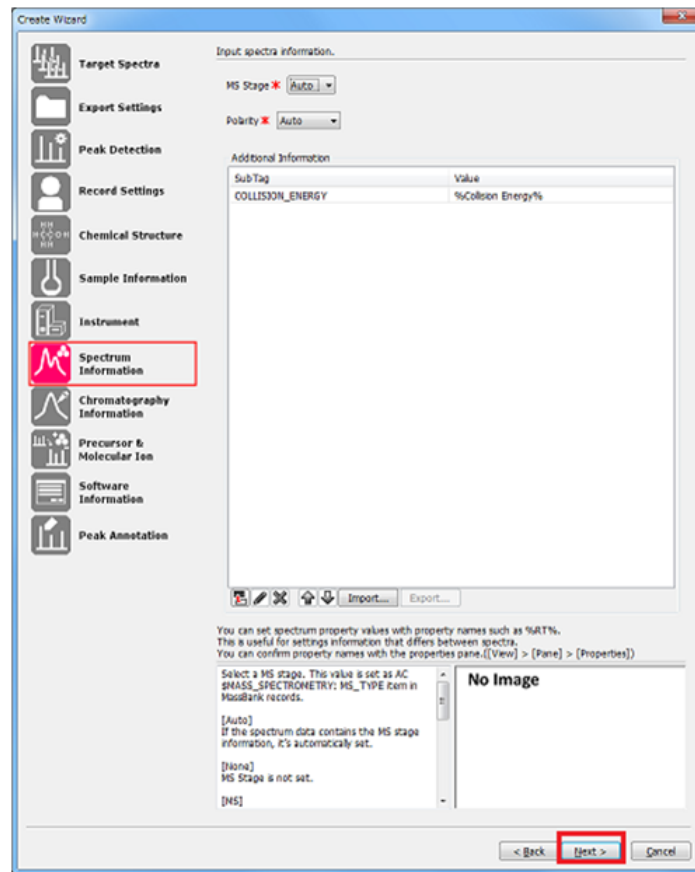 Create Wizard
Target Spectra
Export Settings
Peak Detection
Record Settings
Chemical Structure
Sample Information
Instrument
Spectrum
Information
Chromatography
Information
Precursor &
Molecular Ion
Software
Information
Peak Annotation
Input spectra information.
MS Stage * Auto
Polarity * Auto
Additional Information
SubTag Value
COLLISION_ENERGY %Collision Energy%
Import... Export...
You can set spectrum property values with property names such as %RT%.
This is useful for settings information that differs between spectra.
You can confirm property names with the properties pane.([View] > [Pane] > [Properties])
Select a MS stage. This value is set as AC
$MASS_SPECTROMETRY: MS_TYPE item in
MassBank records.
[Auto]
If the spectrum data contains the MS stage
information, it's automatically set.
[None]
MS Stage is not set.
[MS]
No Image
< Back Next > Cancel